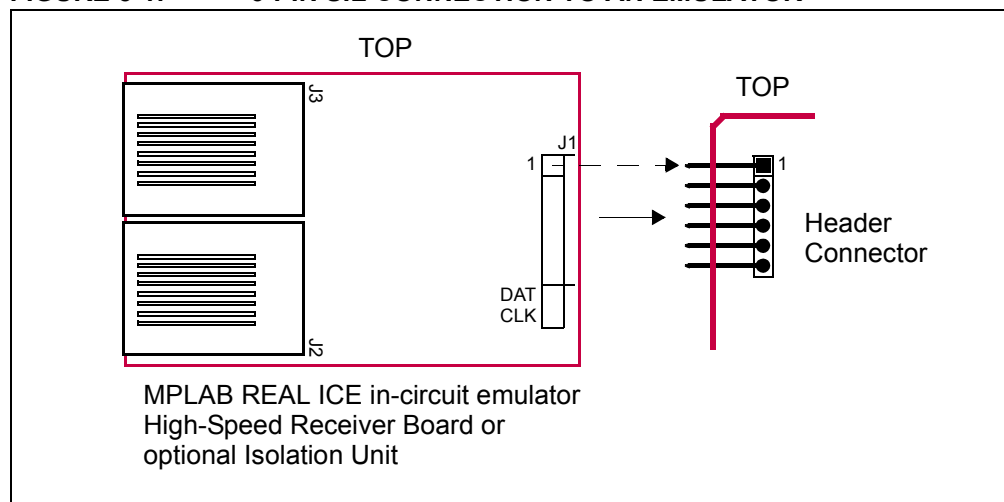 TOP
TOP
J3
J1
1
1
Header
Connector
DAT
CLK
J2
MPLAB REAL ICE in-circuit emulator
High-Speed Receiver Board or
optional Isolation Unit